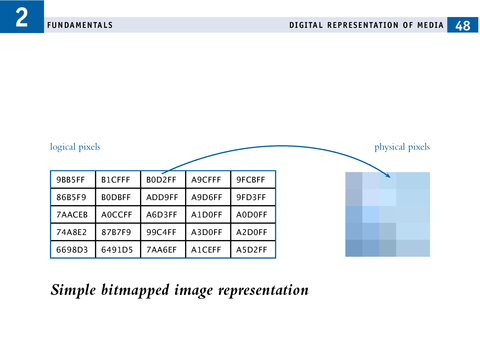 2 FUNDAMENTALS DIGITAL REPRESENTATION OF MEDIA 48
logical pixels physical pixels
9BB5FF B1CFFF B0D2FF A9CFFF 9FCBFF
86B5F9 B0DBFF ADD9FF A9D6FF 9FD3FF
7AACEB A0CCFF A6D3FF A1D0FF A0D0FF
74A8E2 87B7F9 99C4FF A3D0FF A2D0FF
6698D3 6491D5 7AA6EF A1CEFF A5D2FF
Simple bitmapped image representation